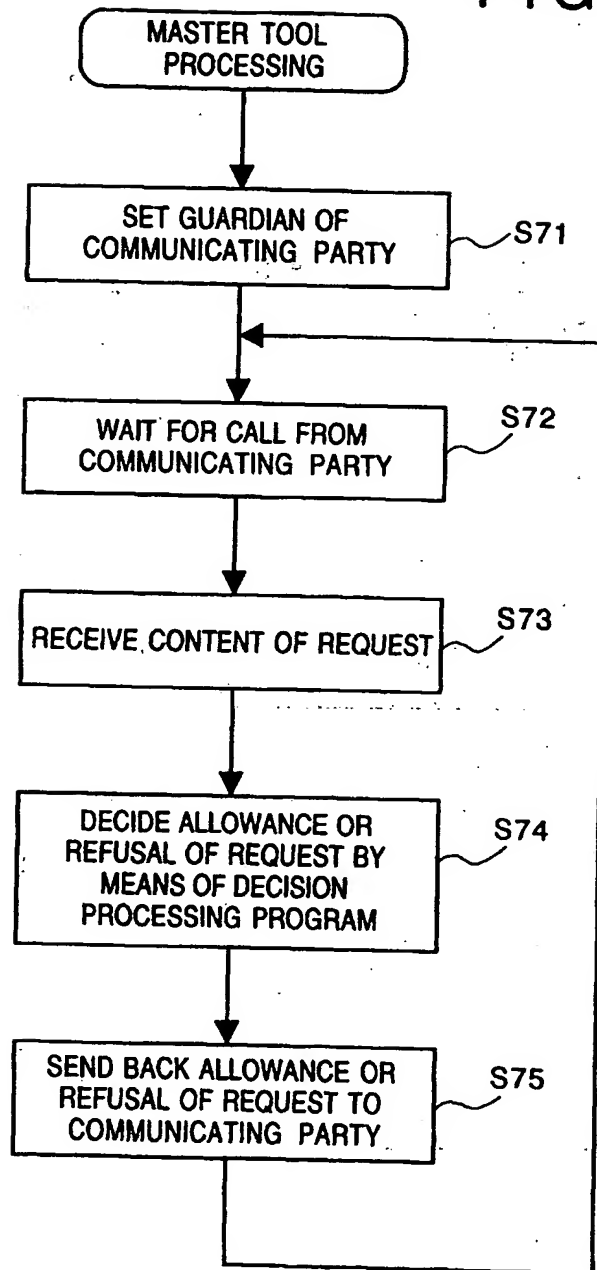 MASTER TOOL
PROCESSING
SET GUARDIAN OF
COMMUNICATING PARTY
S71
WAIT FOR CALL FROM
COMMUNICATING PARTY
S72
RECEIVE CONTENT OF REQUEST
S73
DECIDE ALLOWANCE OR
REFUSAL OF REQUEST BY
MEANS OF DECISION
PROCESSING PROGRAM
S74
SEND BACK ALLOWANCE OR
REFUSAL OF REQUEST TO
COMMUNICATING PARTY
S75